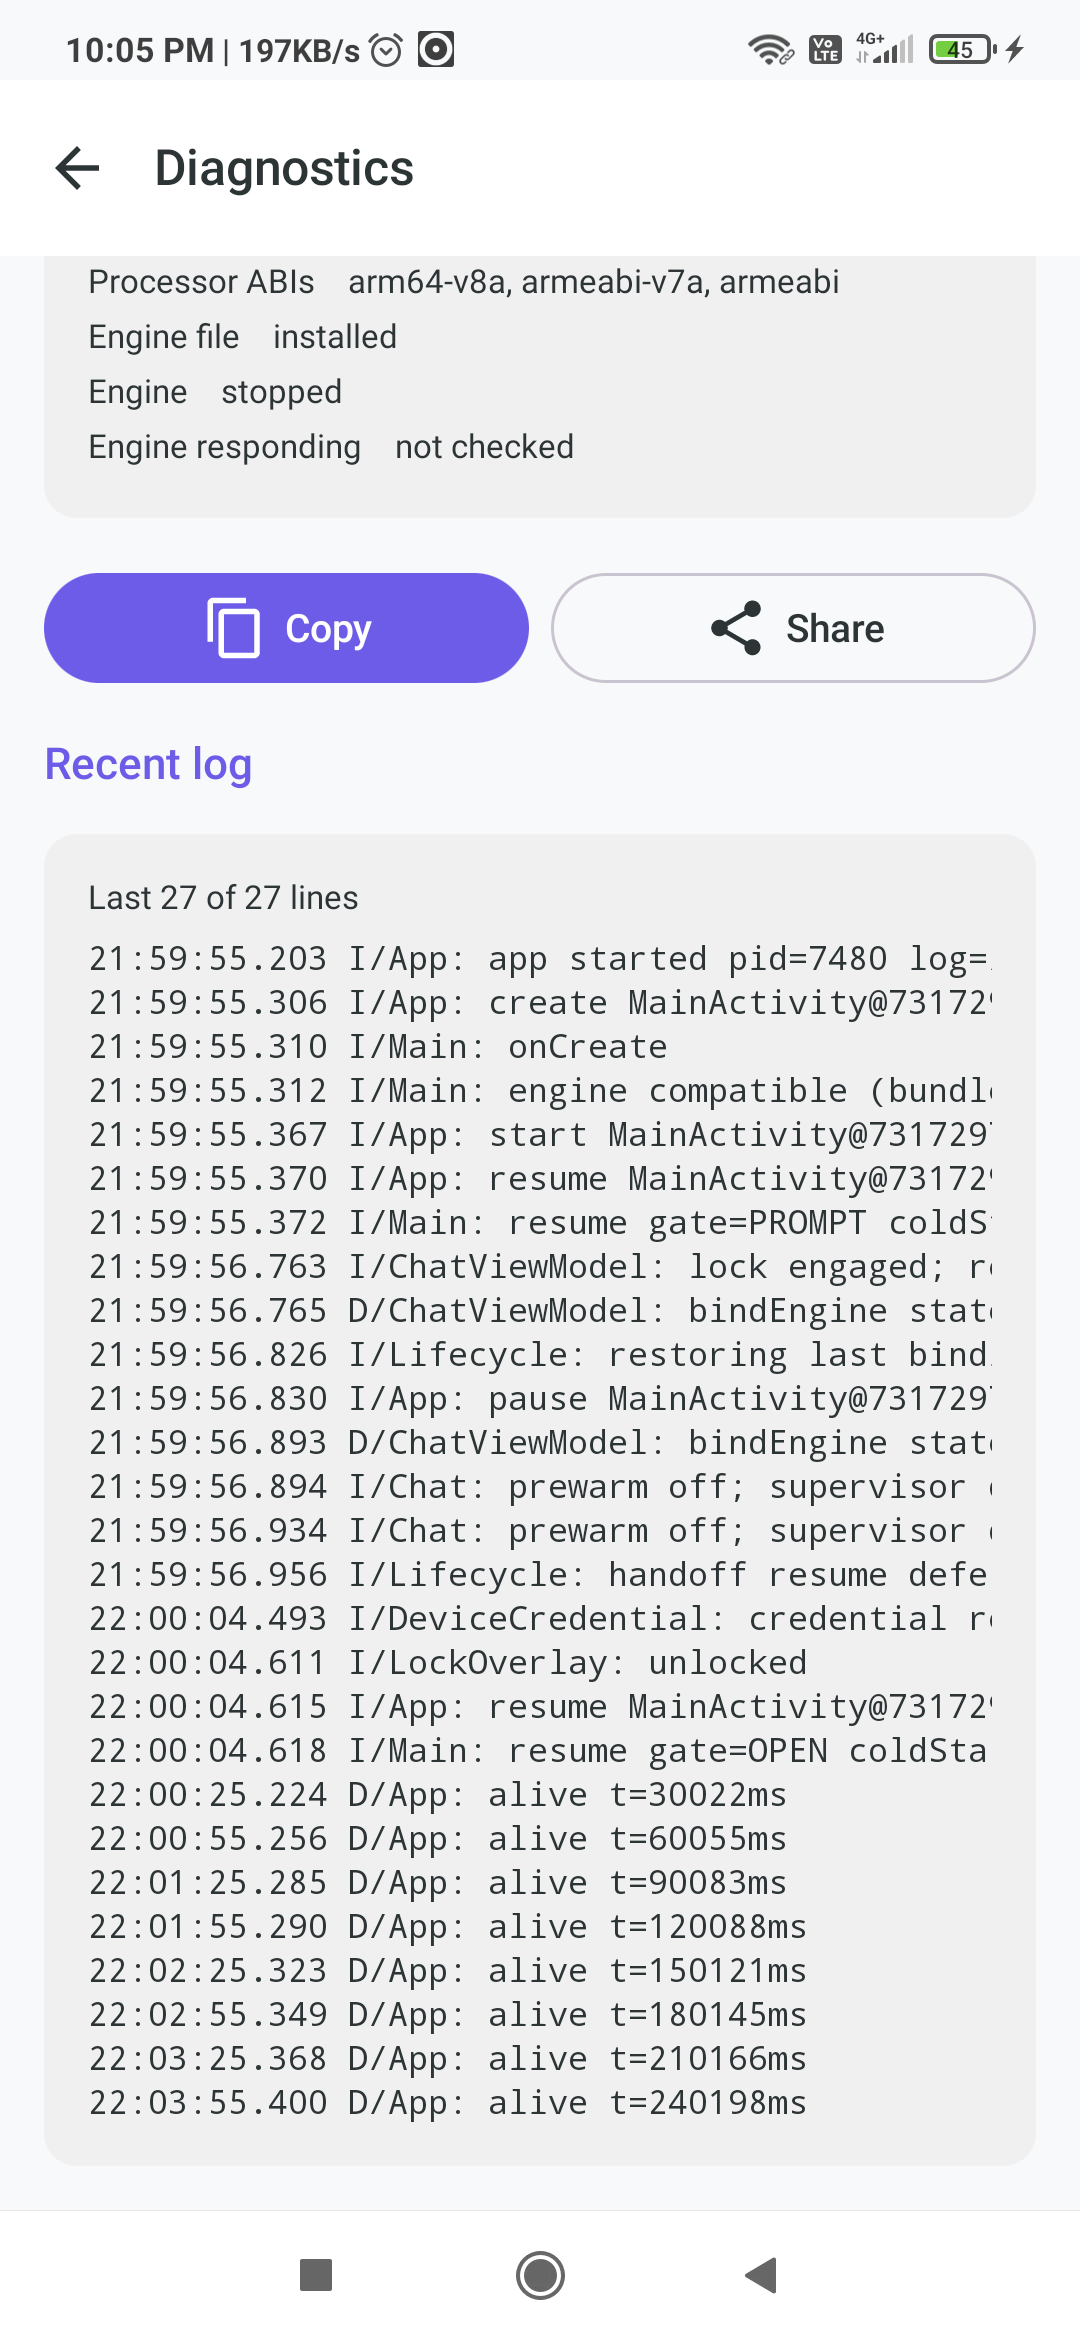 10:05 PM | 197KB/s
Vo LTE
4G+
45
Diagnostics
Processor ABIs arm64-v8a, armeabi-v7a, armeabi
Engine file installed
Engine stopped
Engine responding not checked
Copy
Share
Recent log
Last 27 of 27 lines
21:59:55.203 I/App: app started pid=7480 log=
21:59:55.306 I/App: create MainActivity@73172
21:59:55.310 I/Main: onCreate
21:59:55.312 I/Main: engine compatible (bundl
21:59:55.367 I/App: start MainActivity@731729
21:59:55.370 I/App: resume MainActivity@73172
21:59:55.372 I/Main: resume gate=PROMPT coldS
21:59:56.763 I/ChatViewModel: lock engaged; r
21:59:56.765 D/ChatViewModel: bindEngine stat
21:59:56.826 I/Lifecycle: restoring last bind
21:59:56.830 I/App: pause MainActivity@731729
21:59:56.893 D/ChatViewModel: bindEngine stat
21:59:56.894 I/Chat: prewarm off; supervisor
21:59:56.934 I/Chat: prewarm off; supervisor
21:59:56.956 I/Lifecycle: handoff resume defe
22:00:04.493 I/DeviceCredential: credential r
22:00:04.611 I/LockOverlay: unlocked
22:00:04.615 I/App: resume MainActivity@73172
22:00:04.618 I/Main: resume gate=OPEN coldSta
22:00:25.224 D/App: alive t=30022ms
22:00:55.256 D/App: alive t=60055ms
22:01:25.285 D/App: alive t=90083ms
22:01:55.290 D/App: alive t=120088ms
22:02:25.323 D/App: alive t=150121ms
22:02:55.349 D/App: alive t=180145ms
22:03:25.368 D/App: alive t=210166ms
22:03:55.400 D/App: alive t=240198ms